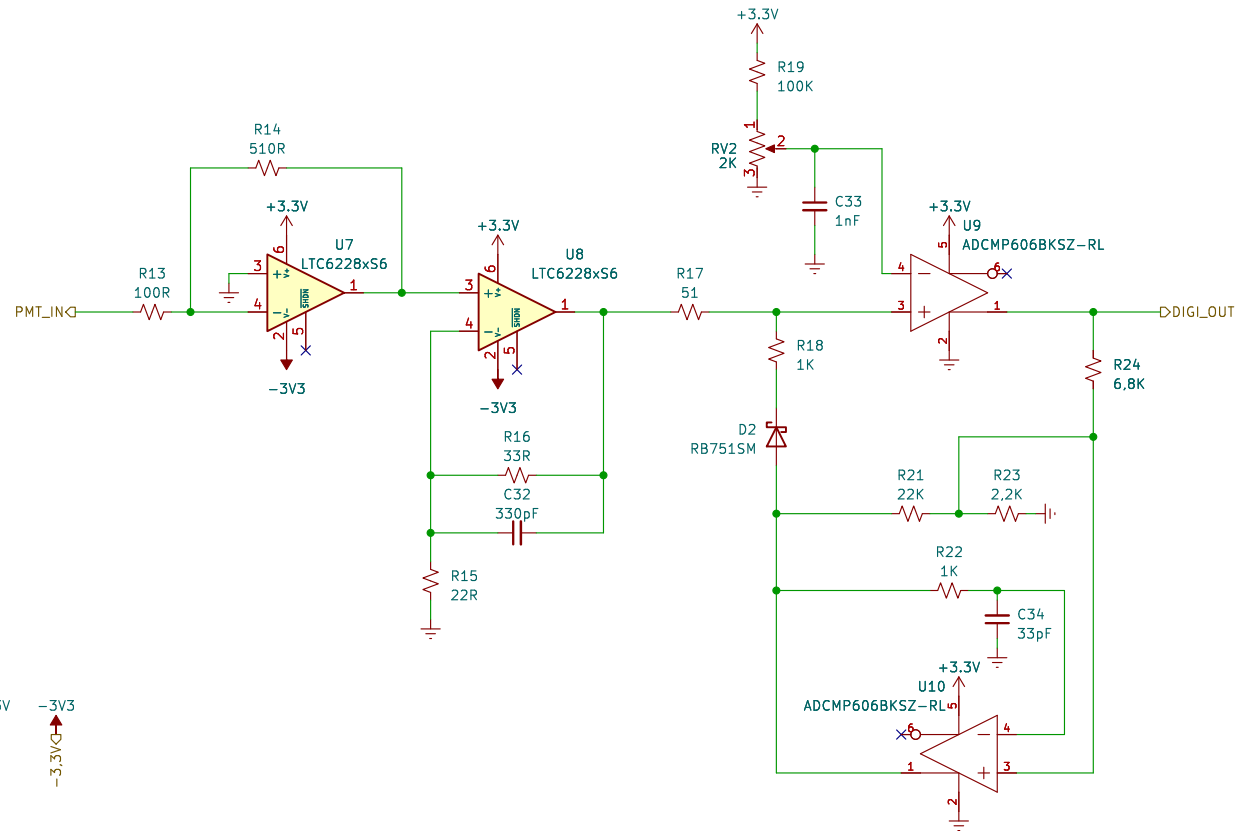 +3.3V
R19
100K
1
RV2
2K
2
3
C33
1nF
R14
510R
+3.3V
6
U7
LTC6228xS6
3
+
V+
SHDN
1
R13
100R
PMT_IN
4
V-
2
5
-3V3
+3.3V
6
U8
LTC6228xS6
3
+
V+
SHDN
1
4
V-
2
5
-3V3
R16
33R
C32
330pF
R15
22R
R17
51
R18
1K
D2
RB751SM
+3.3V
U9
ADCMP606BKSZ-RL
5
4
−
6
3
+
1
2
DIGI_OUT
R24
6,8K
R21
22K
R23
2,2K
R22
1K
C34
33pF
+3.3V
U10
ADCMP606BKSZ-RL
5
6
−
4
1
+
3
2
V
-3V3
-3,3V